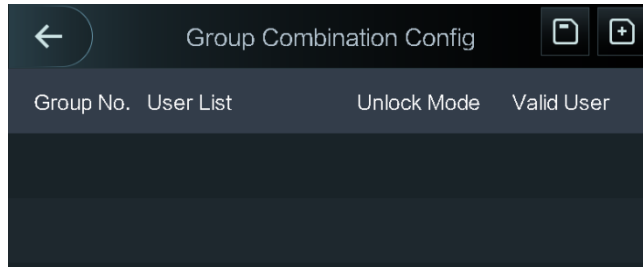 Group Combination Config
Group No. User List Unlock Mode Valid User